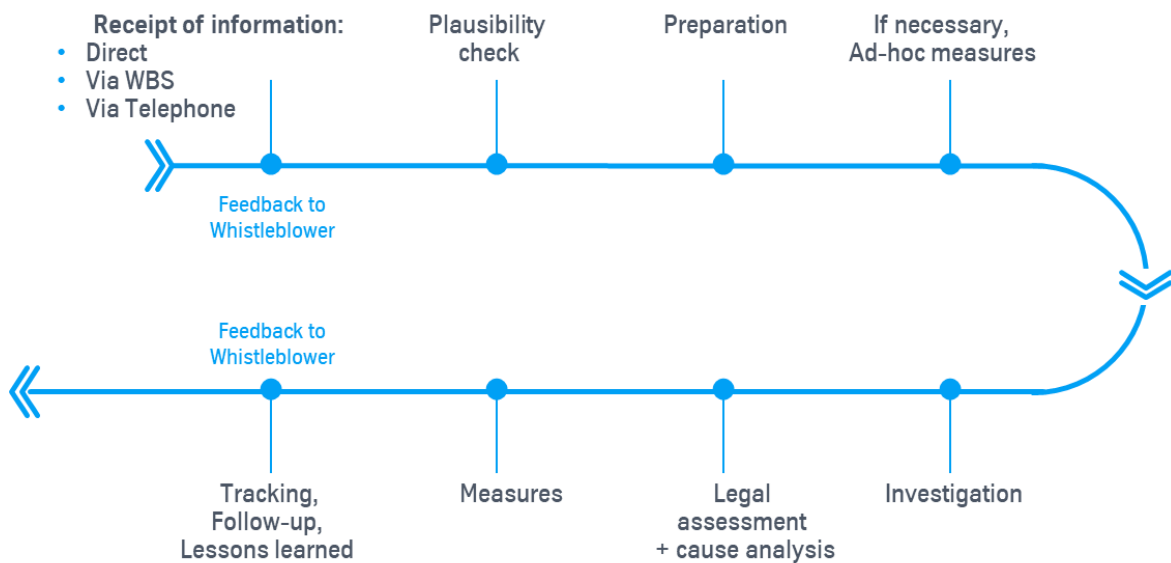 Receipt of information:
• Direct
• Via WBS
• Via Telephone
Plausibility
check
Preparation
If necessary,
Ad-hoc measures
Feedback to
Whistleblower
Feedback to
Whistleblower
Tracking,
Follow-up,
Lessons learned
Measures
Legal
assessment
+ cause analysis
Investigation